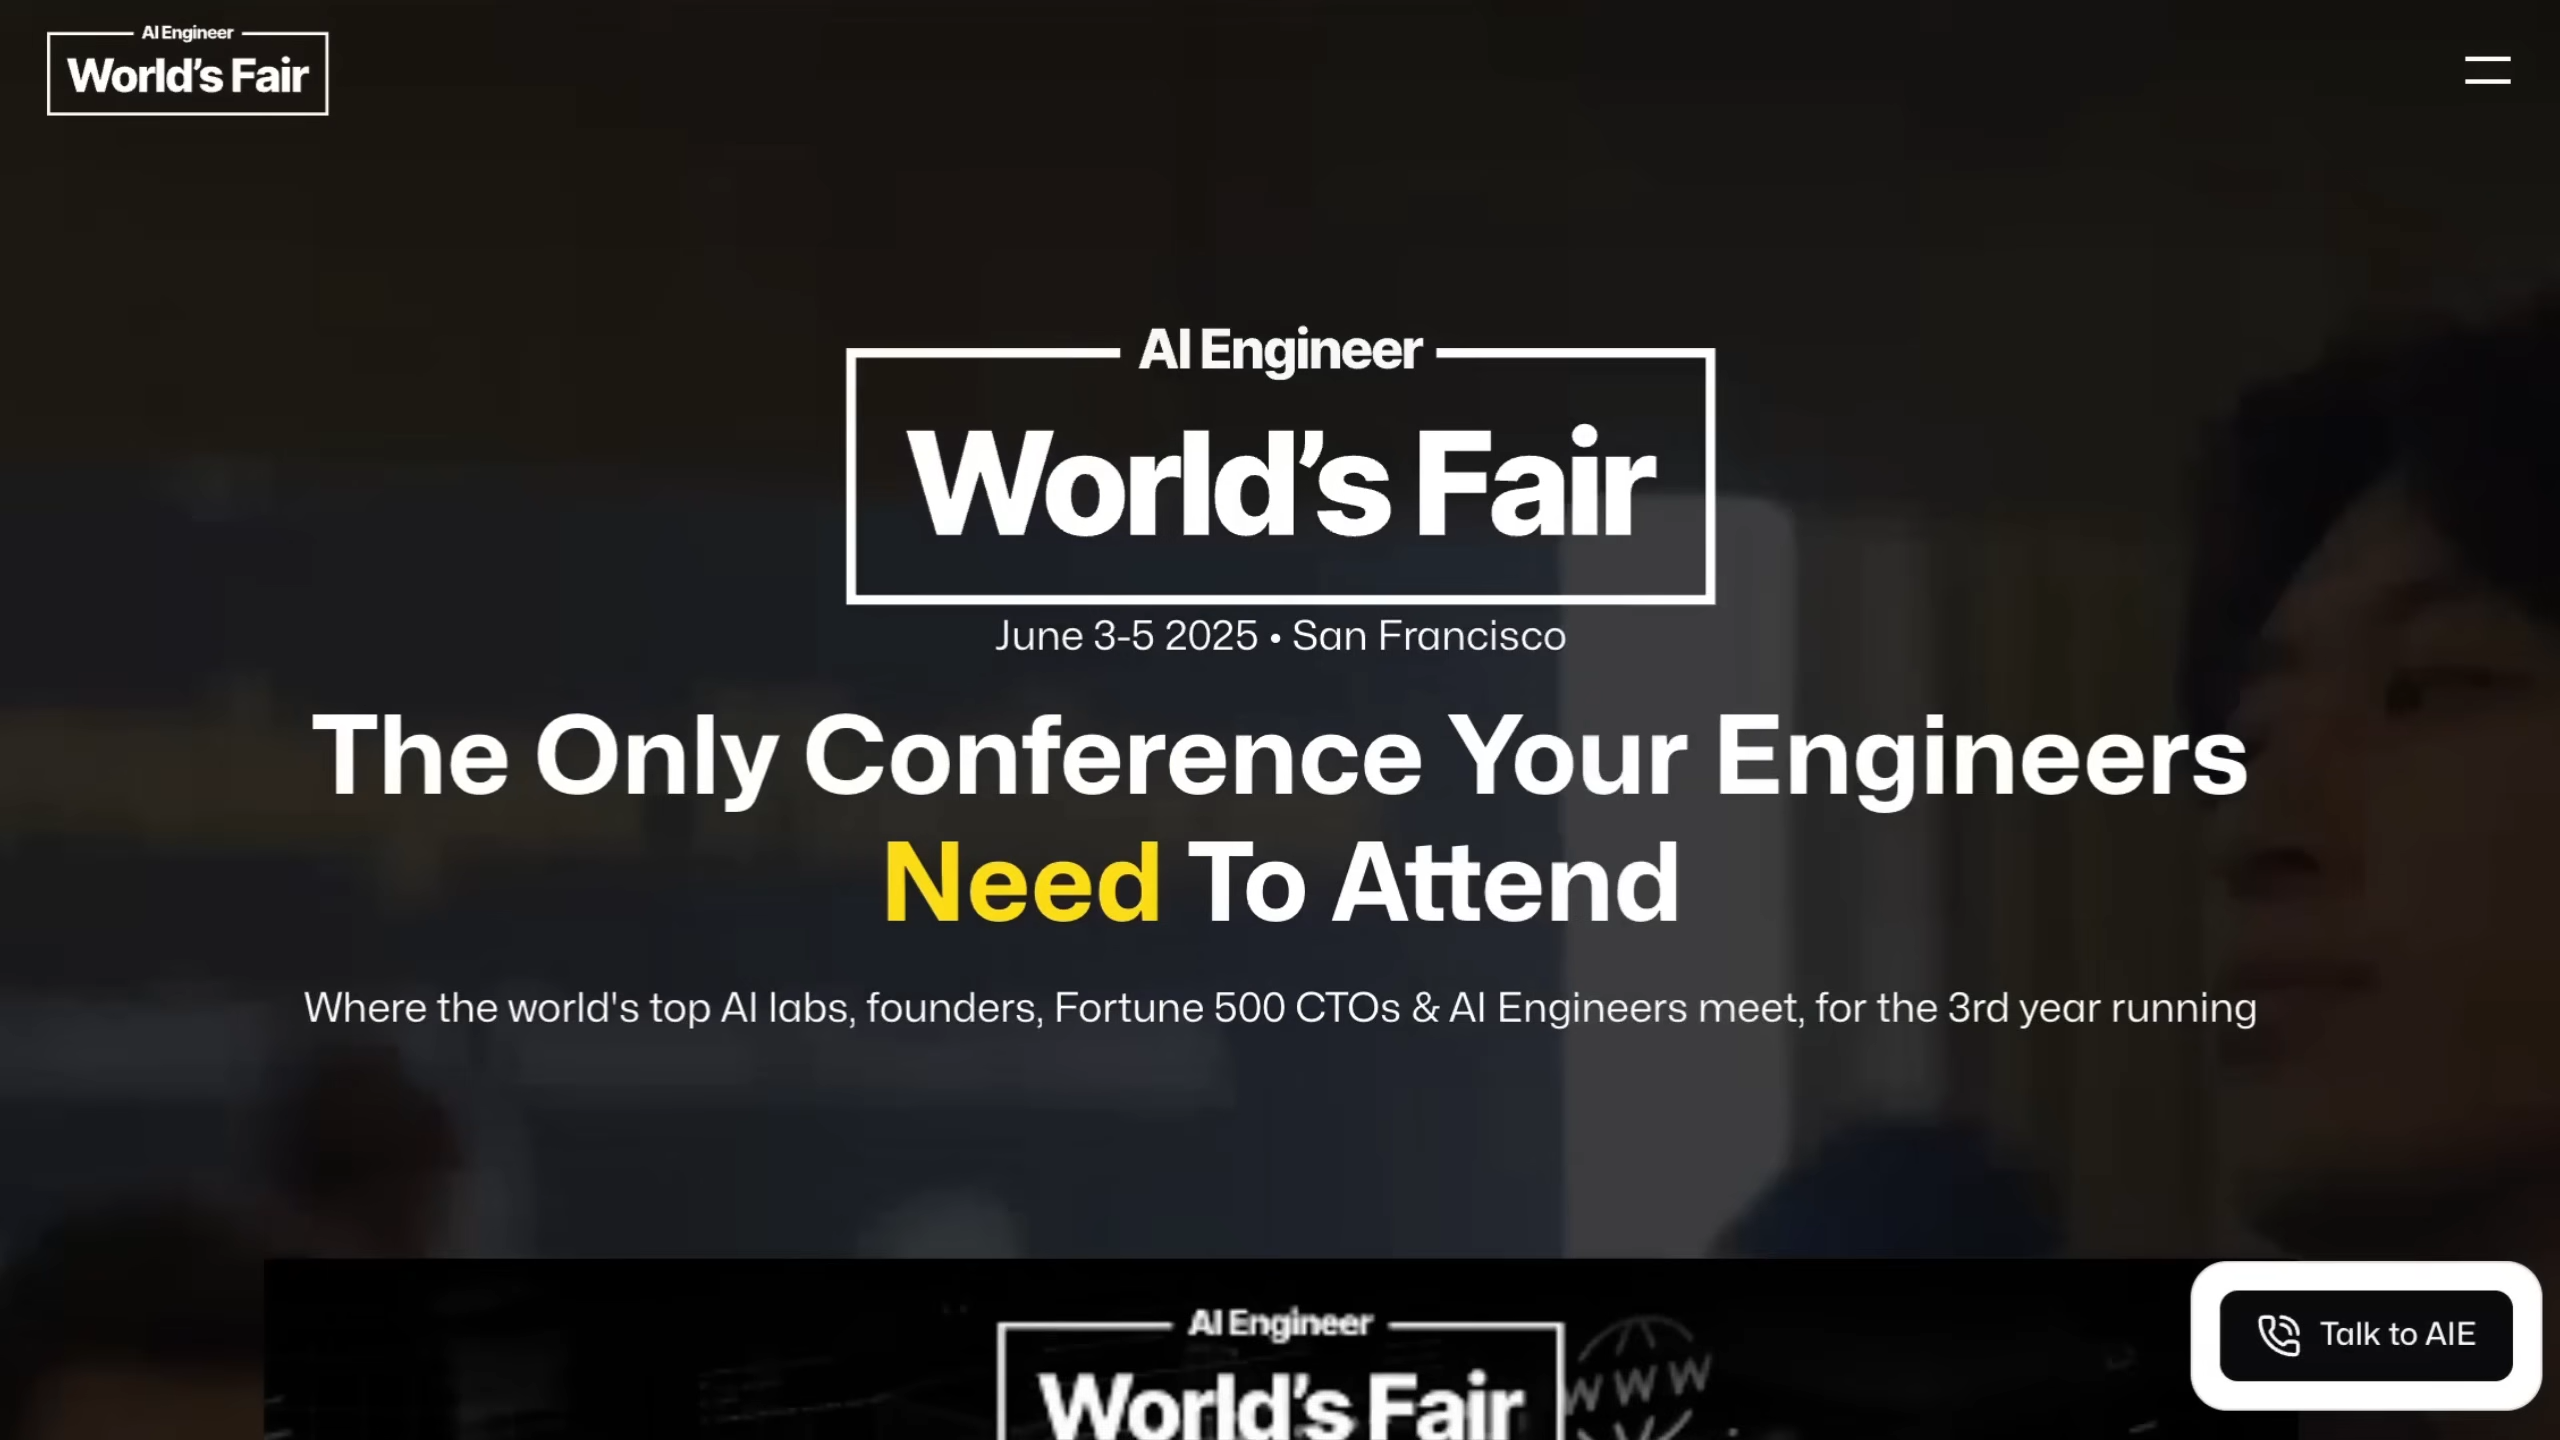 AI Engineer
World's Fair
AI Engineer
World's Fair
June 3-5 2025 • San Francisco
The Only Conference Your Engineers
Need To Attend
Where the world's top AI labs, founders, Fortune 500 CTOs & AI Engineers meet, for the 3rd year running
AI Engineer
World's Fair
WWW
Talk to AIE